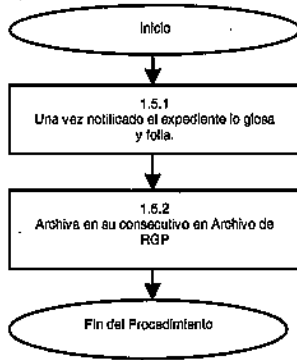 Inicio
1.5.1
Una vez notificado el expediente lo glosa
y folia.
1.5.2
Archiva en su consecutivo en Archivo de
RGP
Fin del Procedimiento